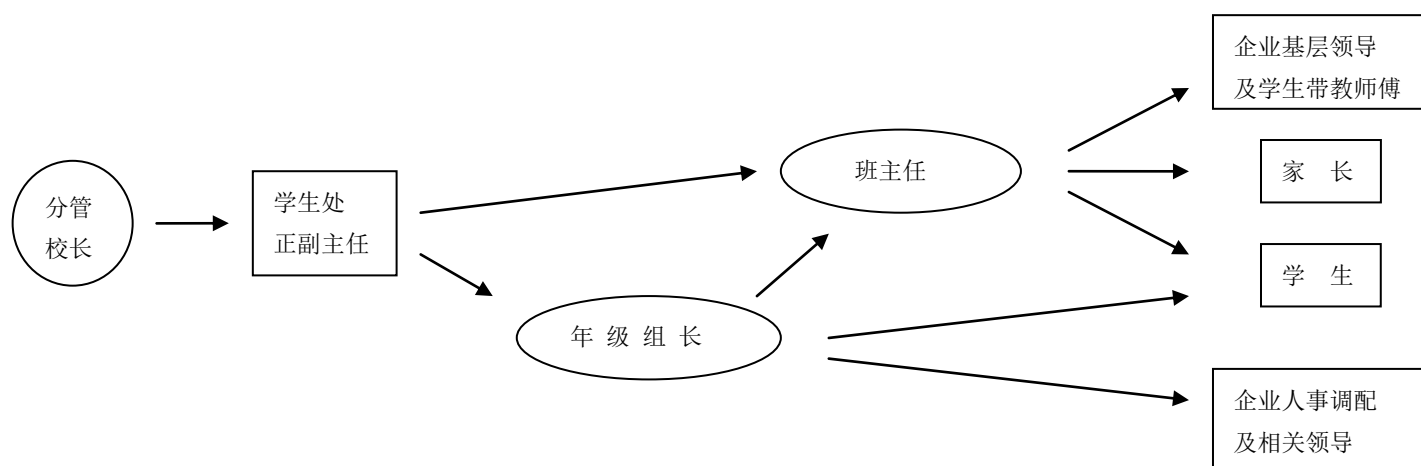 企业基层领导
及学生带教师傅
班主任
家 长
分管
校长
学生处
正副主任
学 生
年 级 组 长
企业人事调配
及相关领导